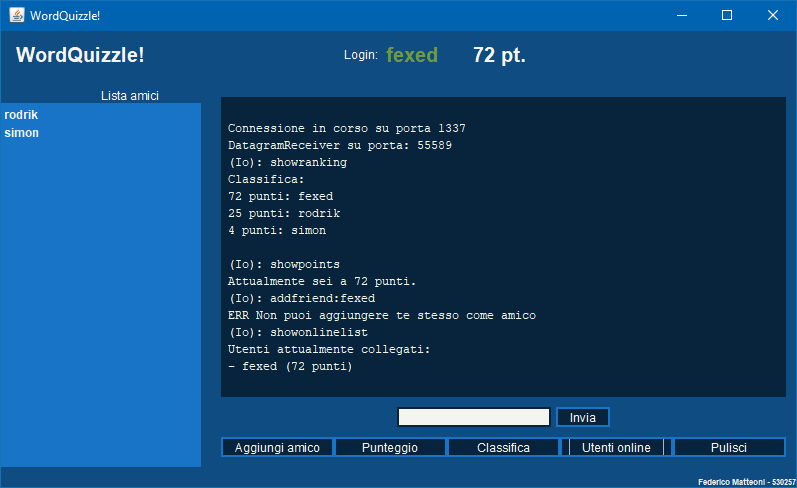 WordQuizzle!
WordQuizzle!
Login: fexed 72 pt.
Lista amici
rodrik
simon
Connessione in corso su porta 1337
DatagramReceiver su porta: 55589
(Io): showranking
Classifica:
72 punti: fexed
25 punti: rodrik
4 punti: simon
(Io): showpoints
Attualmente sei a 72 punti.
(Io): addfriend:fexed
ERR Non puoi aggiungere te stesso come amico
(Io): showonlinelist
Utenti attualmente collegati:
- fexed (72 punti)
Invia
Aggiungi amico Punteggio Classifica Utenti online Pulisci
Federico Matteoni - 530257